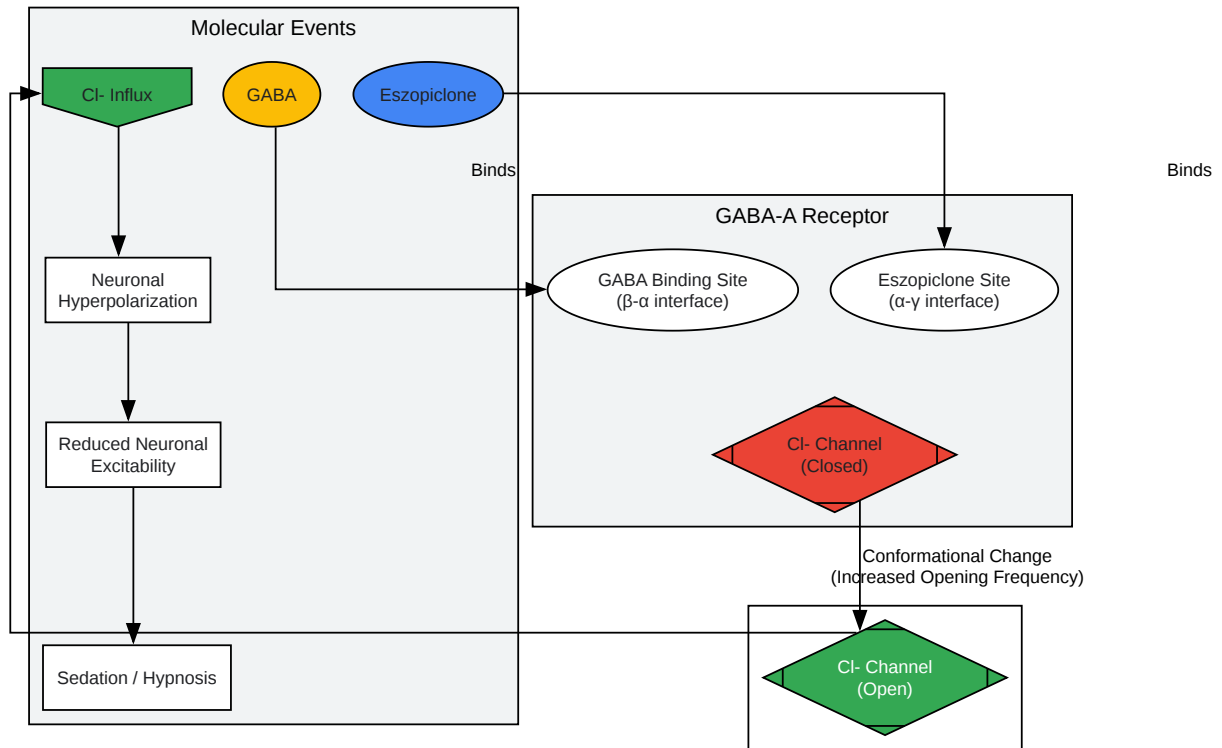 Molecular Events
Cl- Influx
GABA
Eszopiclone
Binds
Binds
GABA-A Receptor
GABA Binding Site
(β-α interface)
Eszopiclone Site
(α-γ interface)
Neuronal
Hyperpolarization
Cl- Channel
(Closed)
Reduced Neuronal
Excitability
Conformational Change
(Increased Opening Frequency)
Sedation / Hypnosis
Cl- Channel
(Open)